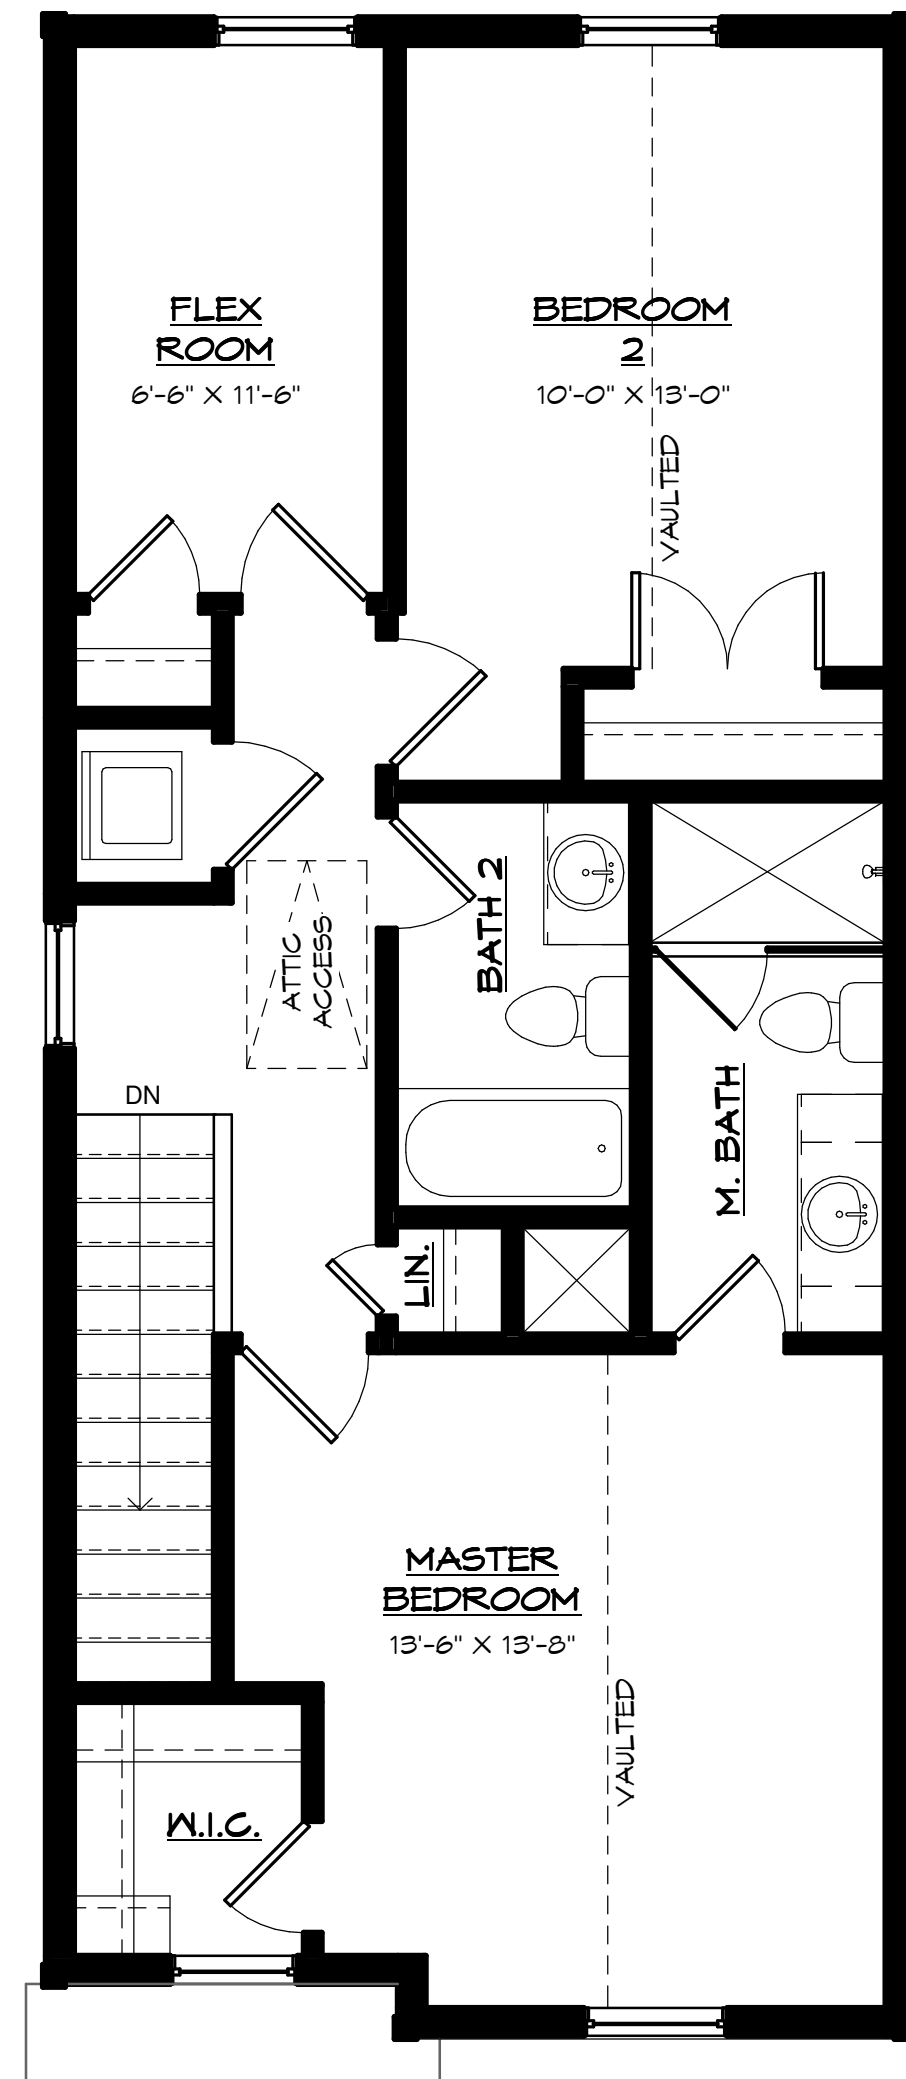 FLEX
ROOM
6'-6" X 11'-6"
BEDROOM
2
10'-0" X 13'-0"
VAULTED
BATH 2
ATTIC
ACCESS
DN
M. BATH
LIN.
MASTER
BEDROOM
13'-6" X 13'-8"
VAULTED
W.I.C.